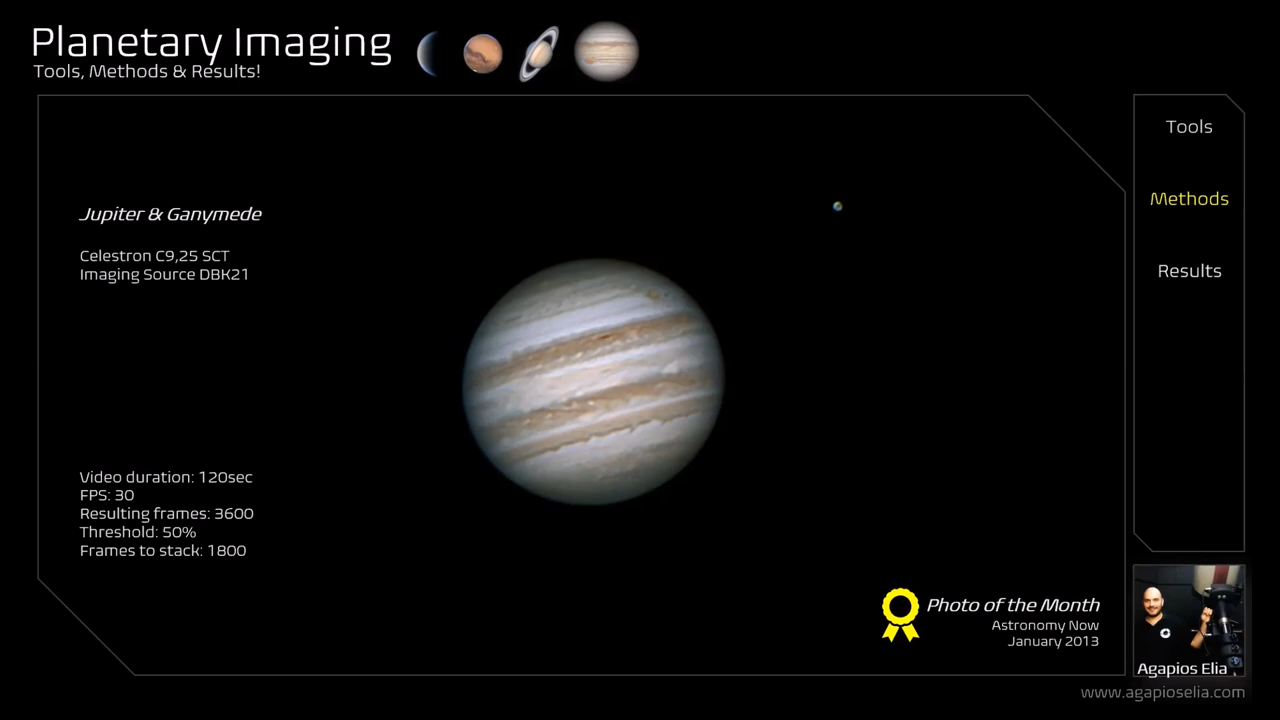 Planetary Imaging
Tools, Methods & Results!
Jupiter & Ganymede
Celestron C9,25 SCT
Imaging Source DBK21
Video duration: 120sec
FPS: 30
Resulting frames: 3600
Threshold: 50%
Frames to stack: 1800
Photo of the Month
Astronomy Now
January 2013
Tools
Methods
Results
Agapios Elia
www.agapioselia.com